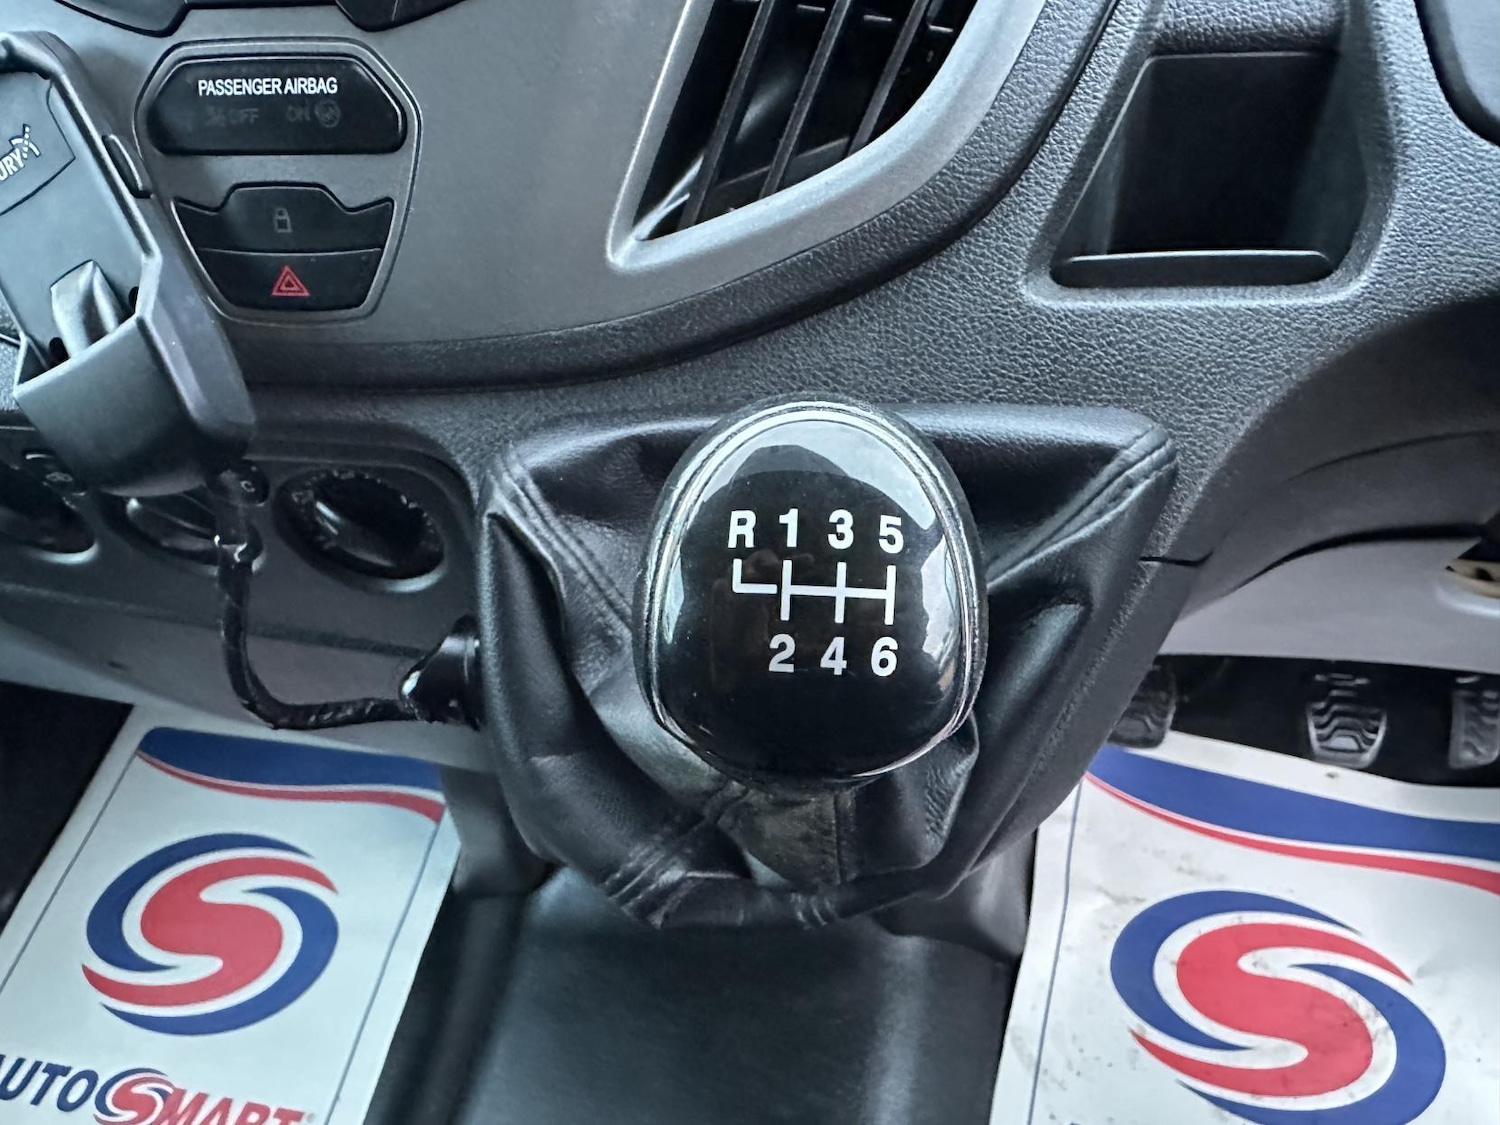 PASSENGER AIRBAG
OFF ON
R 1 3 5
2 4 6
AUTOSMART